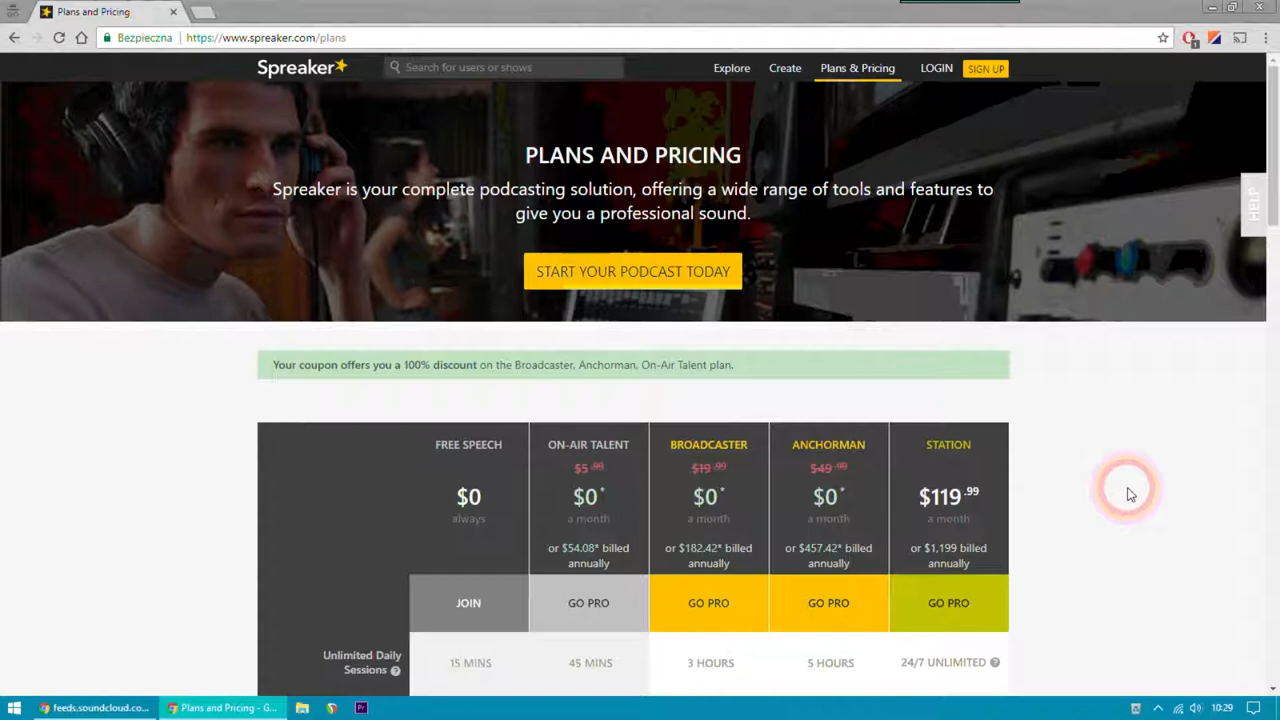 Plans and Pricing
Bezpieczna https://www.spreaker.com/plans
Spreaker Search for users or shows Explore Create Plans & Pricing LOGIN SIGN UP
PLANS AND PRICING
Spreaker is your complete podcasting solution, offering a wide range of tools and features to
give you a professional sound.
HELP
START YOUR PODCAST TODAY
Your coupon offers you a 100% discount on the Broadcaster, Anchorman, On-Air Talent plan.
FREE SPEECH ON-AIR TALENT BROADCASTER ANCHORMAN STATION
$5.99 $19.99 $49.99
$0 $0* $0* $0* $119.99
always a month a month a month a month
or $54.08* billed or $182.42* billed or $457.42* billed or $1,199 billed
annually annually annually annually
JOIN GO PRO GO PRO GO PRO GO PRO
Unlimited Daily
Sessions ? 15 MINS 45 MINS 3 HOURS 5 HOURS 24/7 UNLIMITED ?
feeds.soundcloud.co... Plans and Pricing - G... Pr 10:29